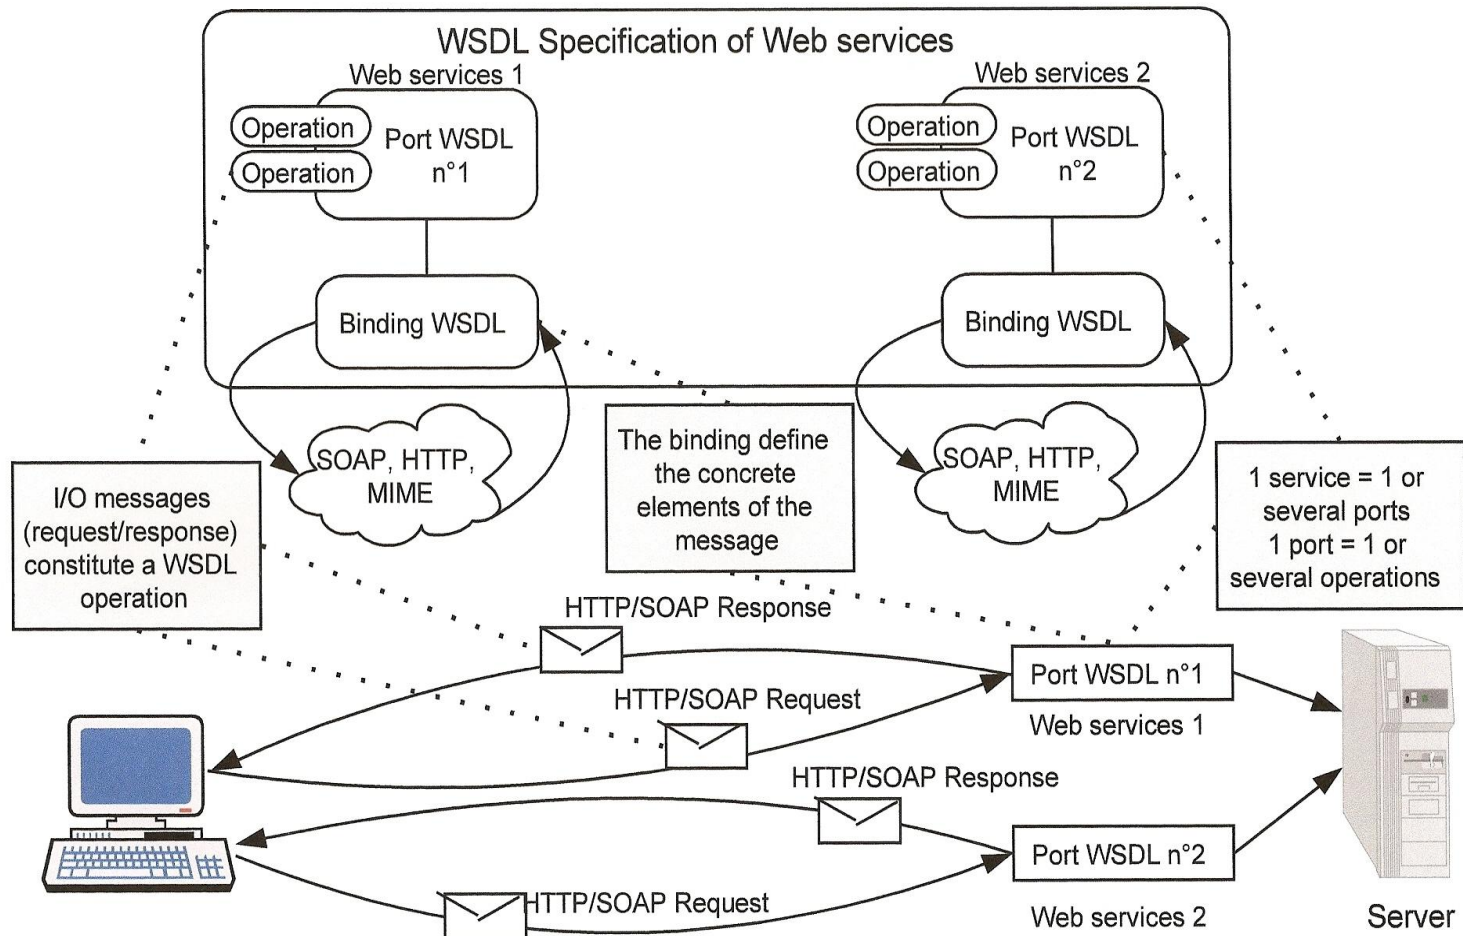 WSDL Specification of Web services
Web services 1
Operation
Operation
Port WSDL
n°1
Binding WSDL
SOAP, HTTP,
MIME
Web services 2
Operation
Operation
Port WSDL
n°2
Binding WSDL
SOAP, HTTP,
MIME
I/O messages
(request/response)
constitute a WSDL
operation
The binding define
the concrete
elements of the
message
1 service = 1 or
several ports
1 port = 1 or
several operations
HTTP/SOAP Response
HTTP/SOAP Request
Port WSDL n°1
Web services 1
HTTP/SOAP Response
HTTP/SOAP Request
Port WSDL n°2
Web services 2
Server